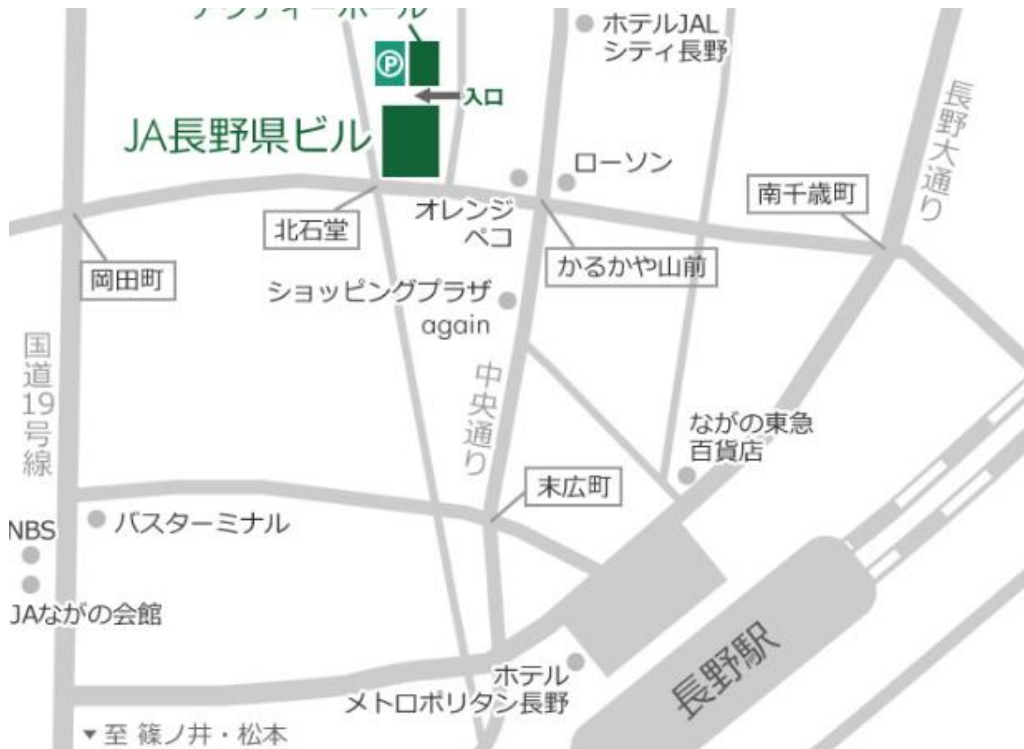 ホテルJAL
シティ長野
P
入口
JA長野県ビル
長野大通り
ローソン
南千歳町
オレンジ
ペコ
北石堂
かるかや山前
岡田町
ショッピングプラザ
again
国道19号線
中央通り
ながの東急
百貨店
末広町
バスターミナル
NBS
JAながの会館
長野駅
ホテル
メトロポリタン長野
▼至 篠ノ井・松本